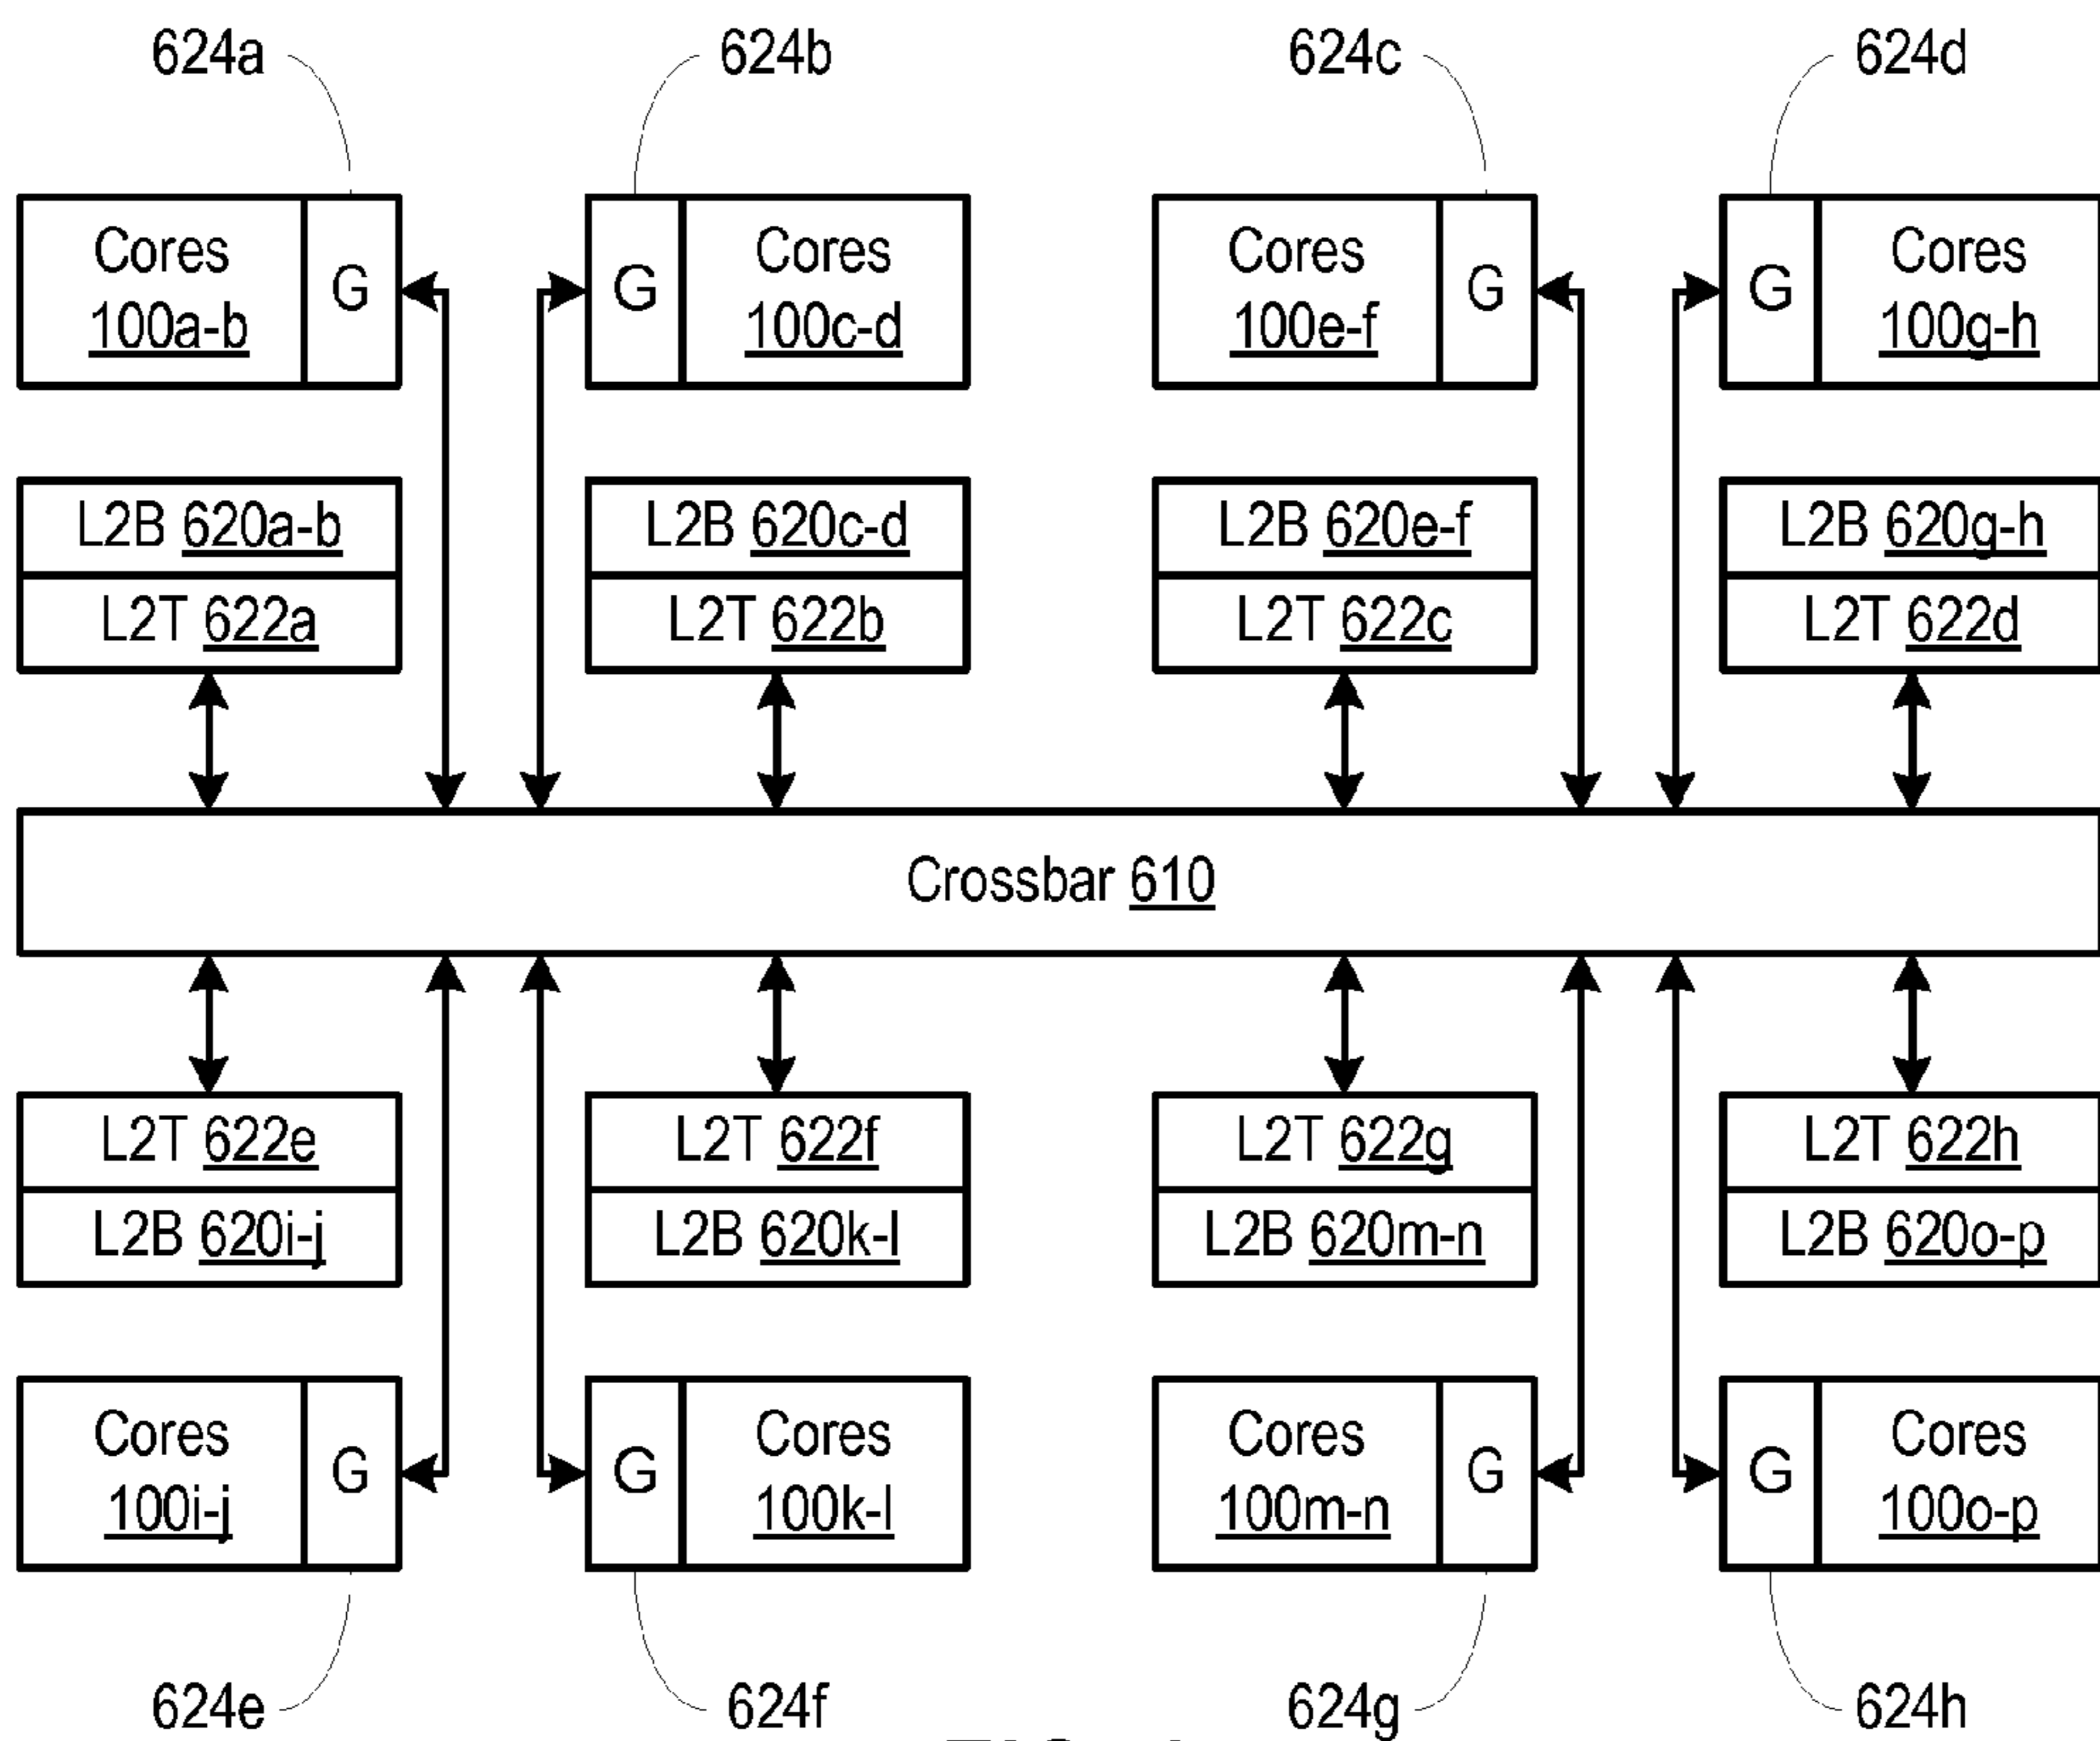 624a
624b
624c
624d
Cores
100a-b
G
G
Cores
100c-d
Cores
100e-f
G
G
Cores
100g-h
L2B 620a-b
L2T 622a
L2B 620c-d
L2T 622b
L2B 620e-f
L2T 622c
L2B 620g-h
L2T 622d
Crossbar 610
L2T 622e
L2B 620i-j
L2T 622f
L2B 620k-l
L2T 622g
L2B 620m-n
L2T 622h
L2B 620o-p
Cores
100i-j
G
G
Cores
100k-l
Cores
100m-n
G
G
Cores
100o-p
624e
624f
624g
624h